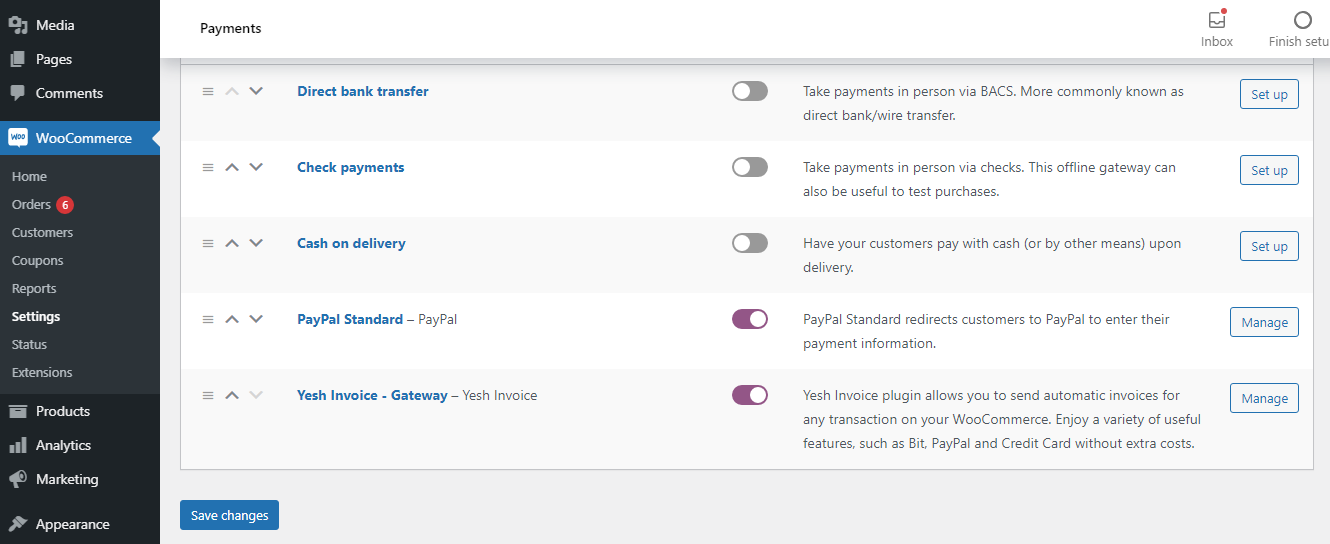 Media
Pages
Comments
WOO WooCommerce
Home
Orders 6
Customers
Coupons
Reports
Settings
Status
Extensions
Products
Analytics
Marketing
Appearance
Payments
Inbox
Finish setu
Direct bank transfer
Take payments in person via BACS. More commonly known as
direct bank/wire transfer.
Set up
Check payments
Take payments in person via checks. This offline gateway can
also be useful to test purchases.
Set up
Cash on delivery
Have your customers pay with cash (or by other means) upon
delivery.
Set up
PayPal Standard – PayPal
PayPal Standard redirects customers to PayPal to enter their
payment information.
Manage
Yesh Invoice - Gateway – Yesh Invoice
Yesh Invoice plugin allows you to send automatic invoices for
any transaction on your WooCommerce. Enjoy a variety of useful
features, such as Bit, PayPal and Credit Card without extra costs.
Manage
Save changes